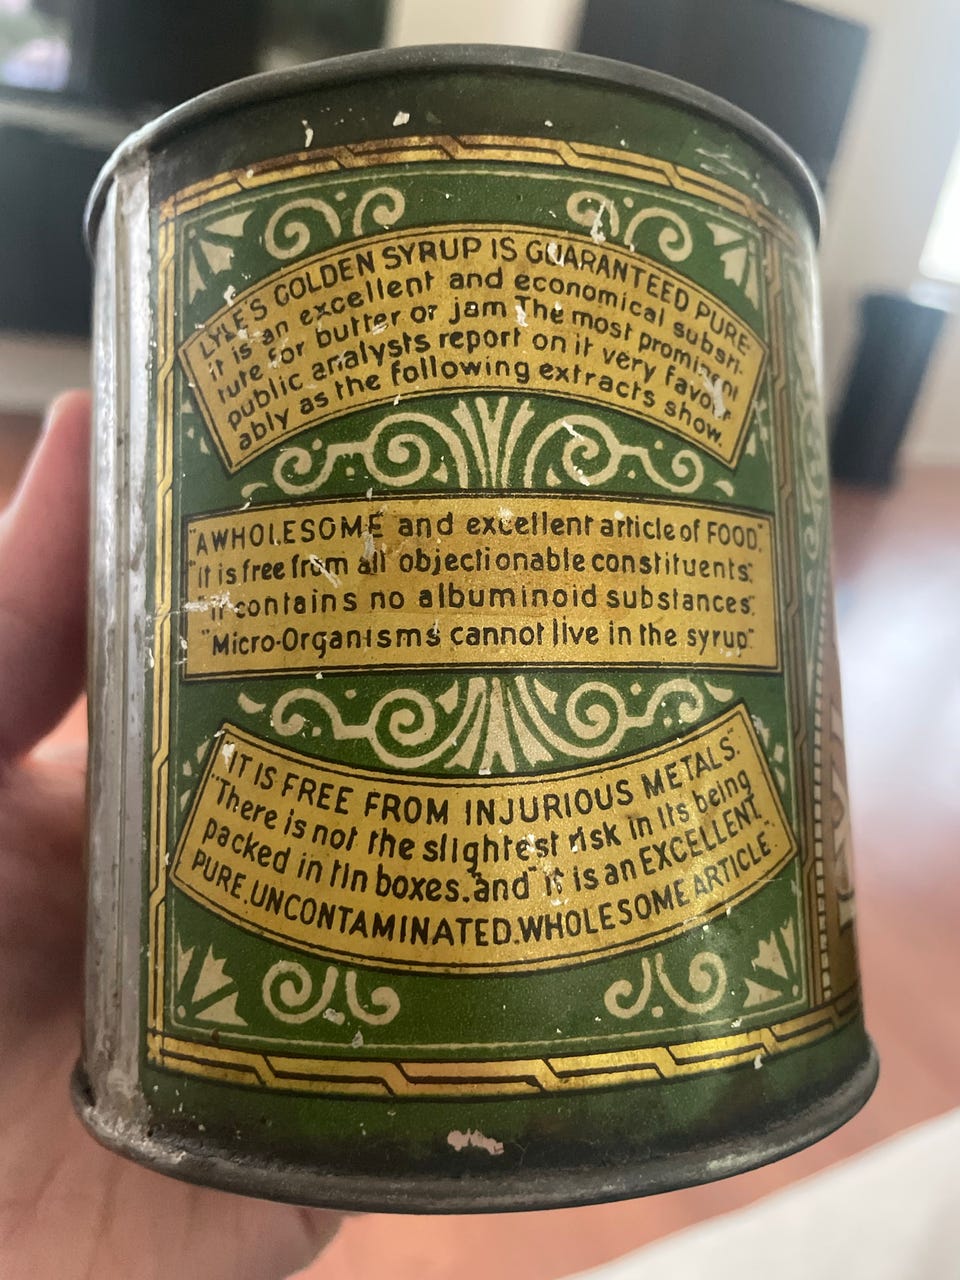 LYLE'S GOLDEN SYRUP IS GUARANTEED PURE.
it is an excellent and economical substi-
tute for butter or jam The most prominent
public analysts report on it very favour-
ably as the following extracts show.
"A WHOLESOME and excellent article of FOOD."
"It is free from all objectionable constituents."
"It contains no albuminoid substances."
"Micro-Organisms cannot live in the syrup"
"IT IS FREE FROM INJURIOUS METALS."
"There is not the slightest risk in its being
packed in tin boxes. and" it is an EXCELLENT.
PURE. UNCONTAMINATED. WHOLESOME ARTICLE."